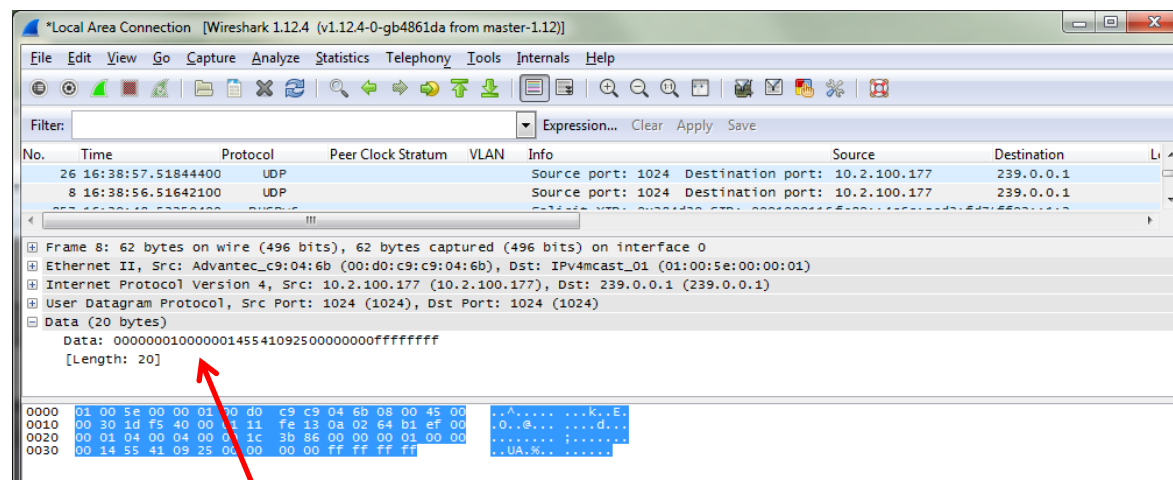 *Local Area Connection [Wireshark 1.12.4 (v1.12.4-0-gb4861da from master-1.12)]
File Edit View Go Capture Analyze Statistics Telephony Tools Internals Help
Filter: Expression... Clear Apply Save
No. Time Protocol Peer Clock Stratum VLAN Info Source Destination
26 16:38:57.51844400 UDP Source port: 1024 Destination port: 10.2.100.177 239.0.0.1
8 16:38:56.51642100 UDP Source port: 1024 Destination port: 10.2.100.177 239.0.0.1
Frame 8: 62 bytes on wire (496 bits), 62 bytes captured (496 bits) on interface 0
Ethernet II, Src: Advantec_c9:04:6b (00:d0:c9:c9:04:6b), Dst: IPv4mcast_01 (01:00:5e:00:00:01)
Internet Protocol Version 4, Src: 10.2.100.177 (10.2.100.177), Dst: 239.0.0.1 (239.0.0.1)
User Datagram Protocol, Src Port: 1024 (1024), Dst Port: 1024 (1024)
Data (20 bytes)
Data: 00000001000000145541092500000000ffffffff
[Length: 20]
0000 01 00 5e 00 00 01 00 d0 c9 c9 04 6b 08 00 45 00 ..^..... ...k..E.
0010 00 30 1d f5 40 00 01 11 fe 13 0a 02 64 b1 ef 00 .0..@... ....d...
0020 00 01 04 00 04 00 00 1c 3b 86 00 00 00 01 00 00 ........ ;.......
0030 00 14 55 41 09 25 00 00 00 00 ff ff ff ff ..UA.%.. ......